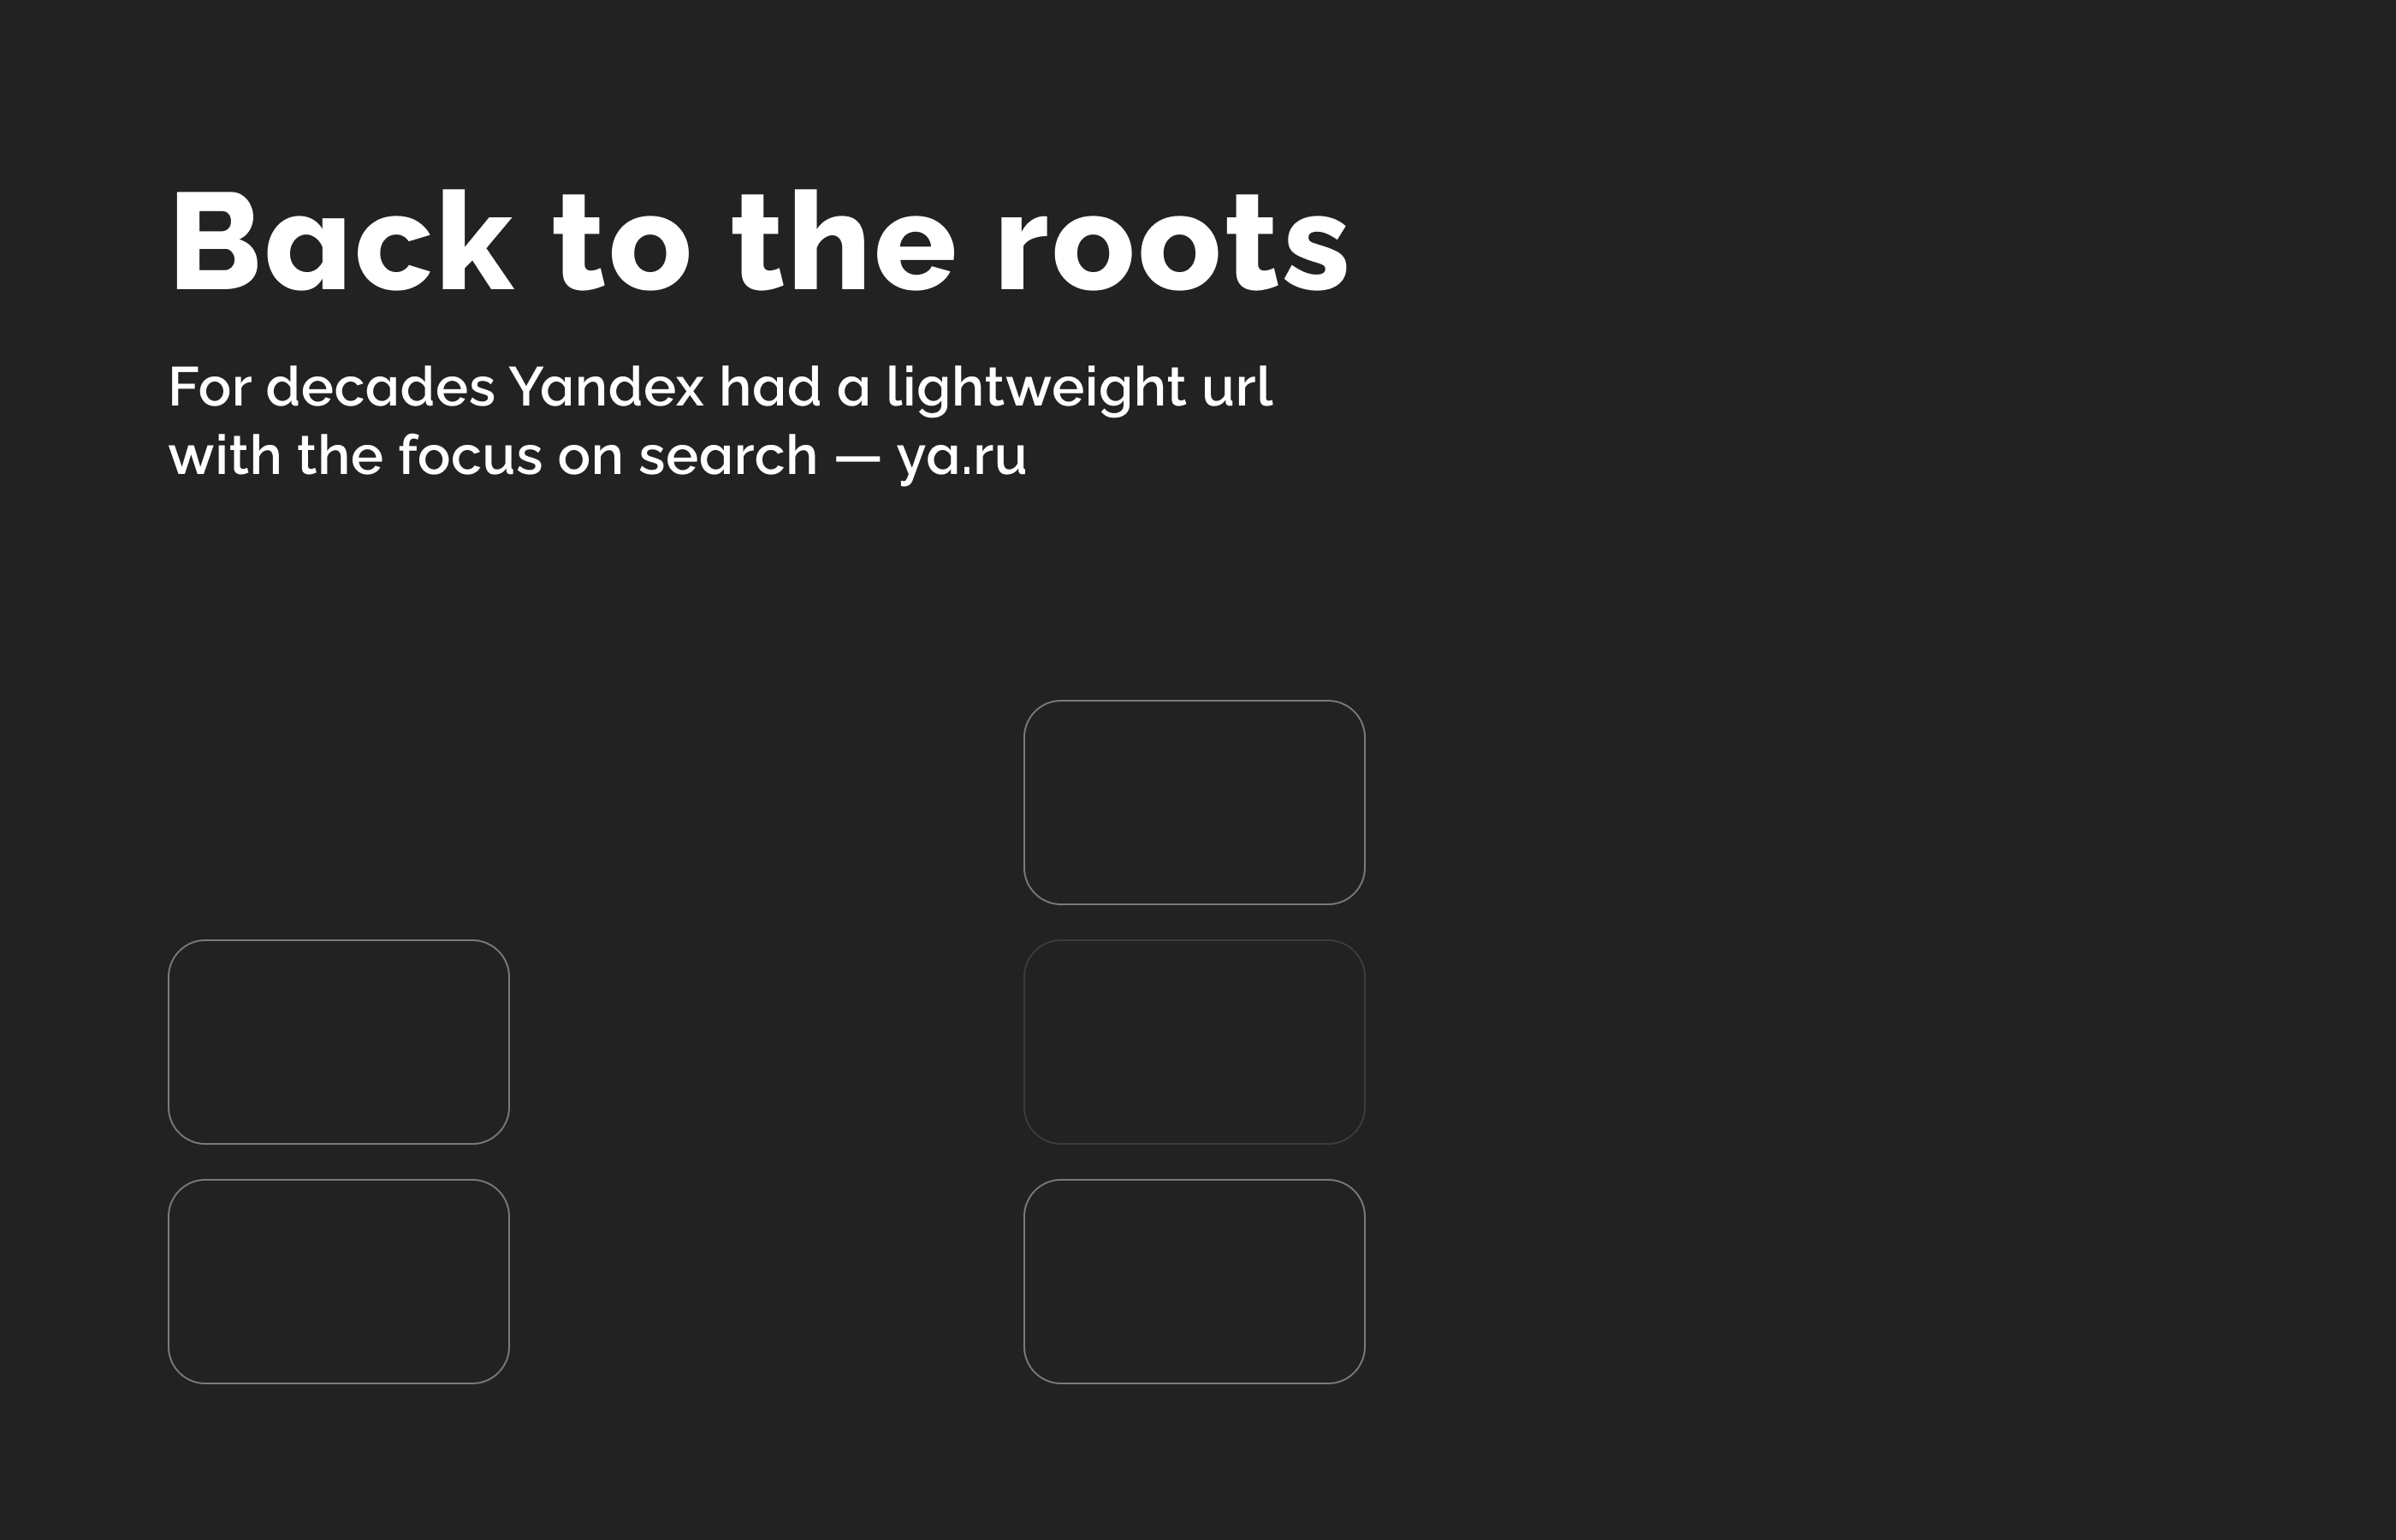 Back to the roots
For decades Yandex had a lightweight url
with the focus on search — ya.ru